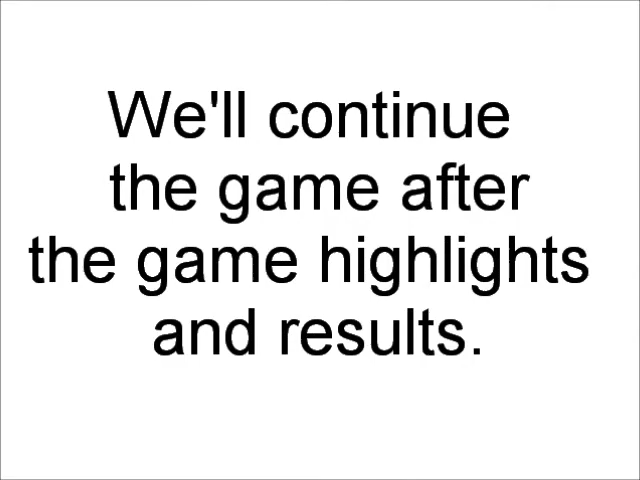 We'll continue
the game after
the game highlights
and results.